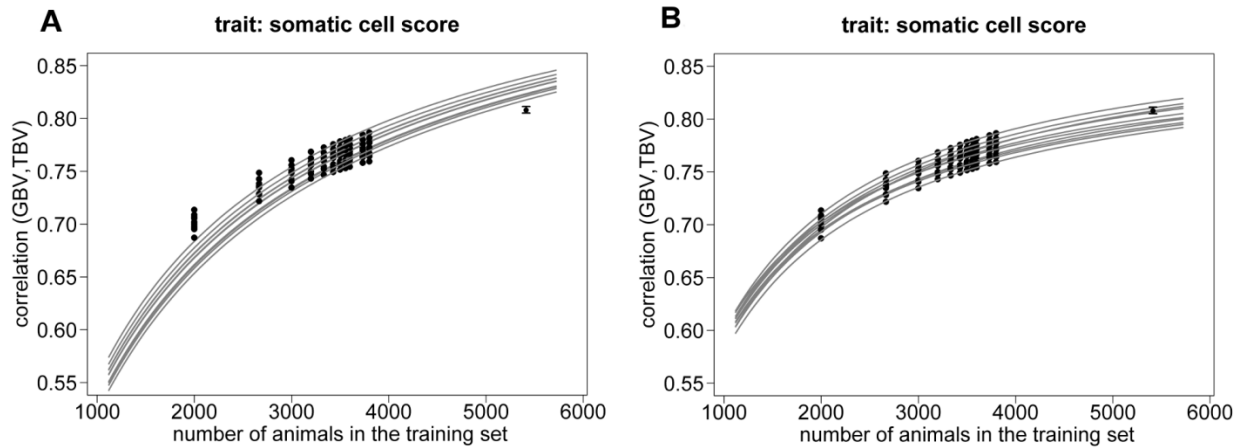 A
trait: somatic cell score
correlation (GBV,TBV)
0.85
0.80
0.75
0.70
0.65
0.60
0.55
1000 2000 3000 4000 5000 6000
number of animals in the training set
B
trait: somatic cell score
correlation (GBV,TBV)
0.85
0.80
0.75
0.70
0.65
0.60
0.55
1000 2000 3000 4000 5000 6000
number of animals in the training set